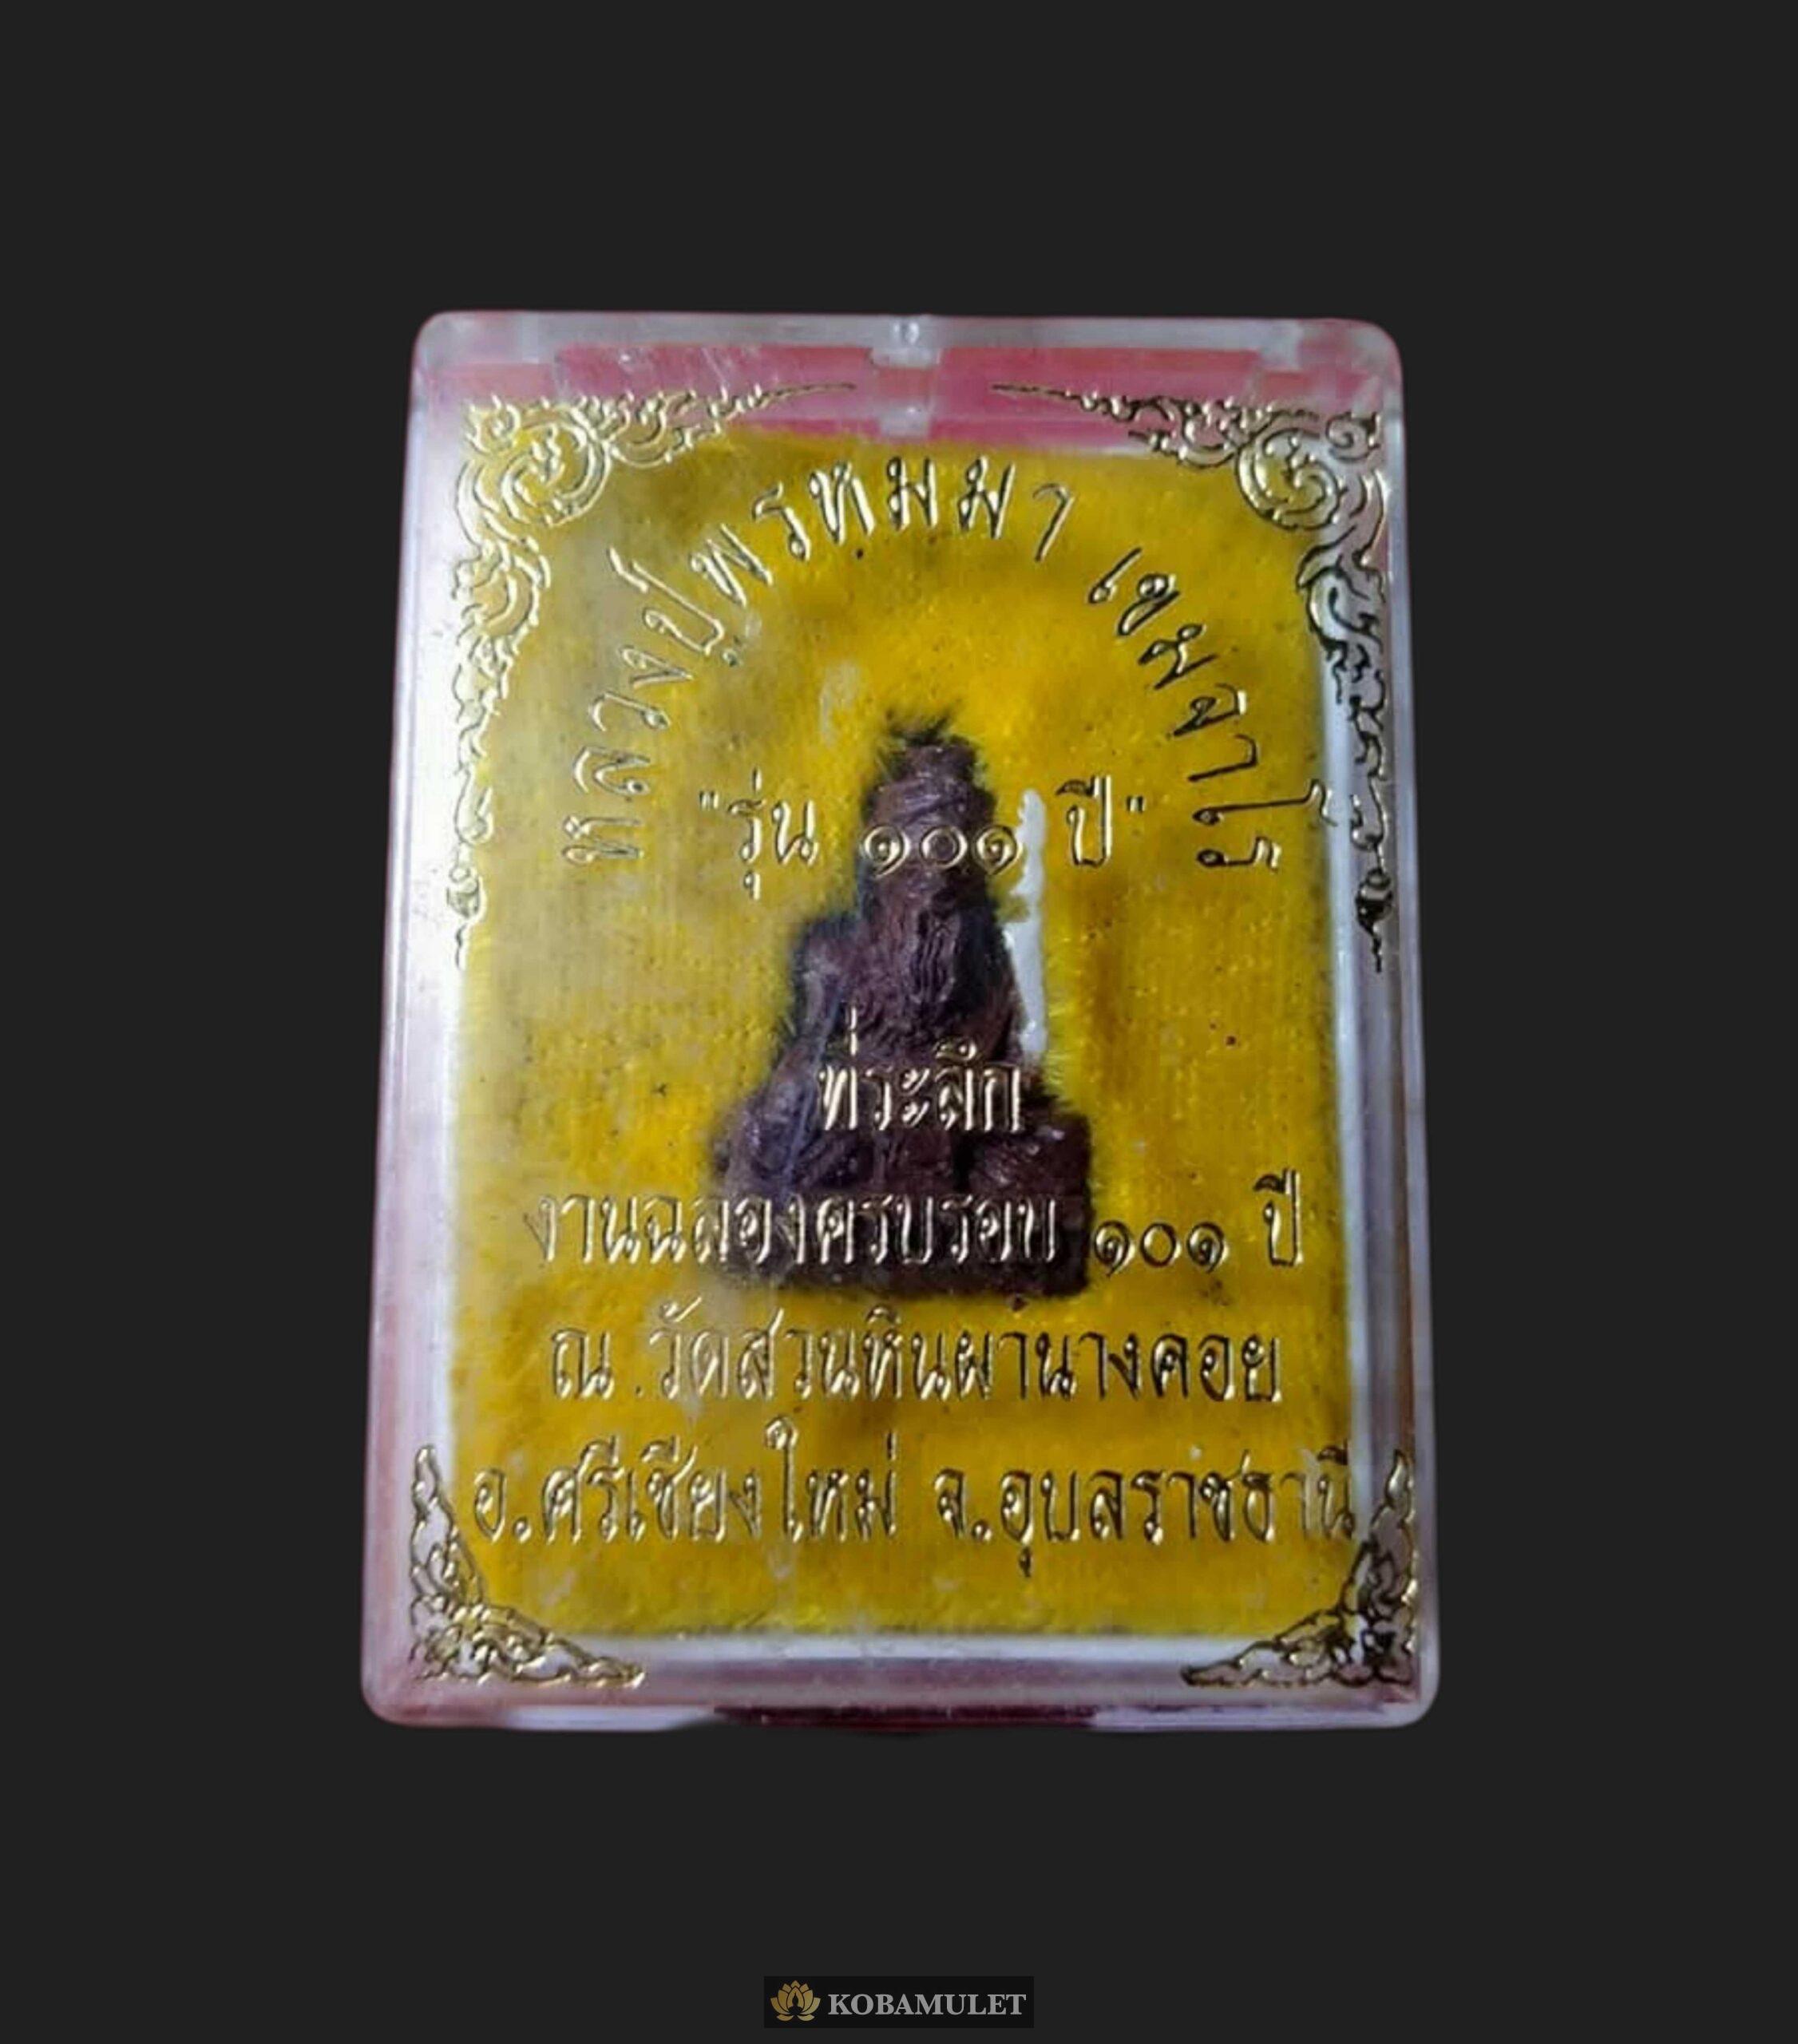 หลวงปู่พรหมมา เขมจาโร
"รุ่น ๑๐๑ ปี"
ที่ระลึก
งานฉลองครบรอบ ๑๐๑ ปี
ณ วัดสวนหินผานางคอย
อ.ศรีเชียงใหม่ จ.อุบลราชธานี
KOBAMULET